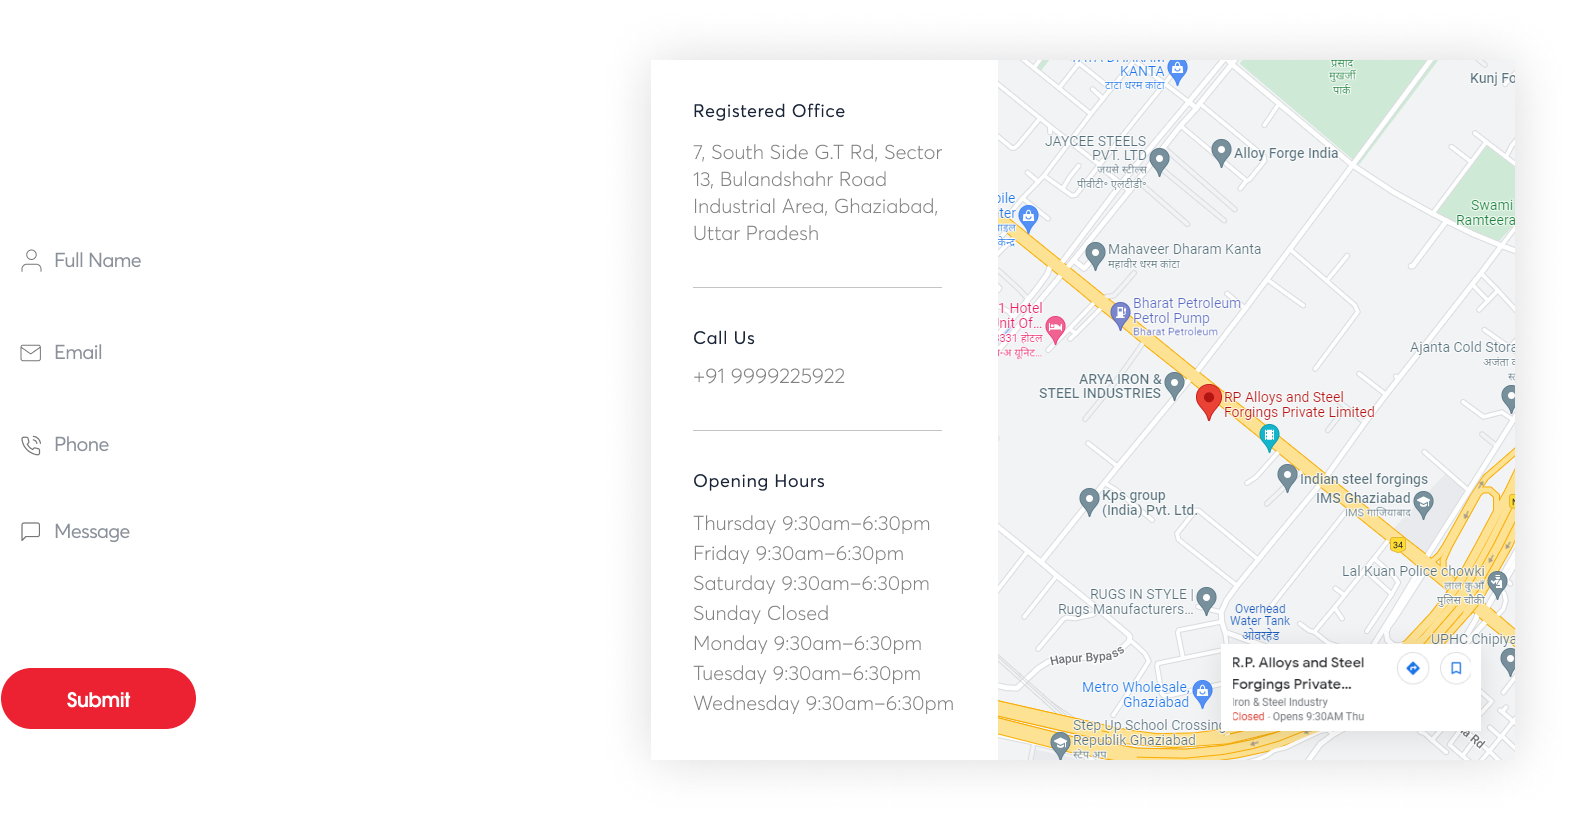 Full Name
Email
Phone
Message
Submit
Registered Office
7, South Side G.T Rd, Sector
13, Bulandshahr Road
Industrial Area, Ghaziabad,
Uttar Pradesh
Call Us
+91 9999225922
Opening Hours
Thursday 9:30am–6:30pm
Friday 9:30am–6:30pm
Saturday 9:30am–6:30pm
Sunday Closed
Monday 9:30am–6:30pm
Tuesday 9:30am–6:30pm
Wednesday 9:30am–6:30pm
KANTA
टाटा धरम कांटा
प्रसाद
मुखर्जी
पार्क
Kunj Fo
JAYCEE STEELS
PVT. LTD
जयसे स्टील्स
पीवीटी॰ एलटीडी॰
Alloy Forge India
Swami
Ramteera
Mahaveer Dharam Kanta
महावीर धरम कांटा
1 Hotel
Unit Of...
होटल
यूनिट...
Bharat Petroleum
Petrol Pump
Bharat Petroleum
Ajanta Cold Stora
अजंता
ARYA IRON &
STEEL INDUSTRIES
RP Alloys and Steel
Forgings Private Limited
Indian steel forgings
IMS Ghaziabad
IMS गाजियाबाद
Kps group
(India) Pvt. Ltd.
34
Lal Kuan Police chowki
लाल कुआँ
पुलिस चौकी
RUGS IN STYLE |
Rugs Manufacturers...
Overhead
Water Tank
ओवरहेड
UPHC Chipiya
Hapur Bypass
Metro Wholesale,
Ghaziabad
Step Up School Crossing
Republik Ghaziabad
स्टेप अप
R.P. Alloys and Steel
Forgings Private...
Iron & Steel Industry
Closed · Opens 9:30AM Thu
Rd